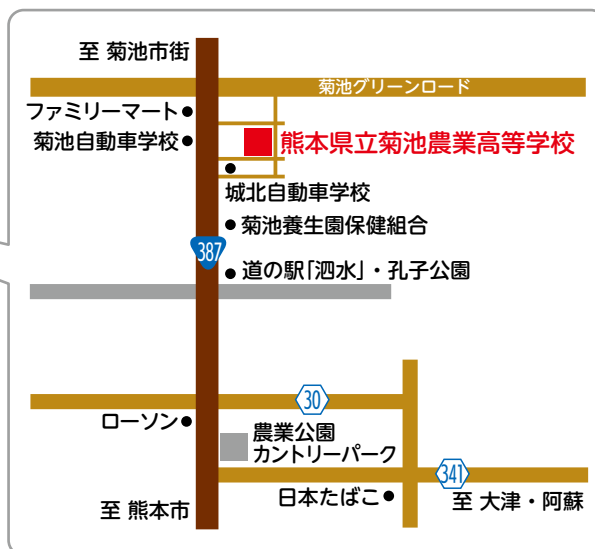 至 菊池市街
菊池グリーンロード
ファミリーマート
菊池自動車学校
熊本県立菊池農業高等学校
城北自動車学校
菊池養生園保健組合
387
道の駅「泗水」・孔子公園
30
ローソン
農業公園
カントリーパーク
341
日本たばこ
至 大津・阿蘇
至 熊本市